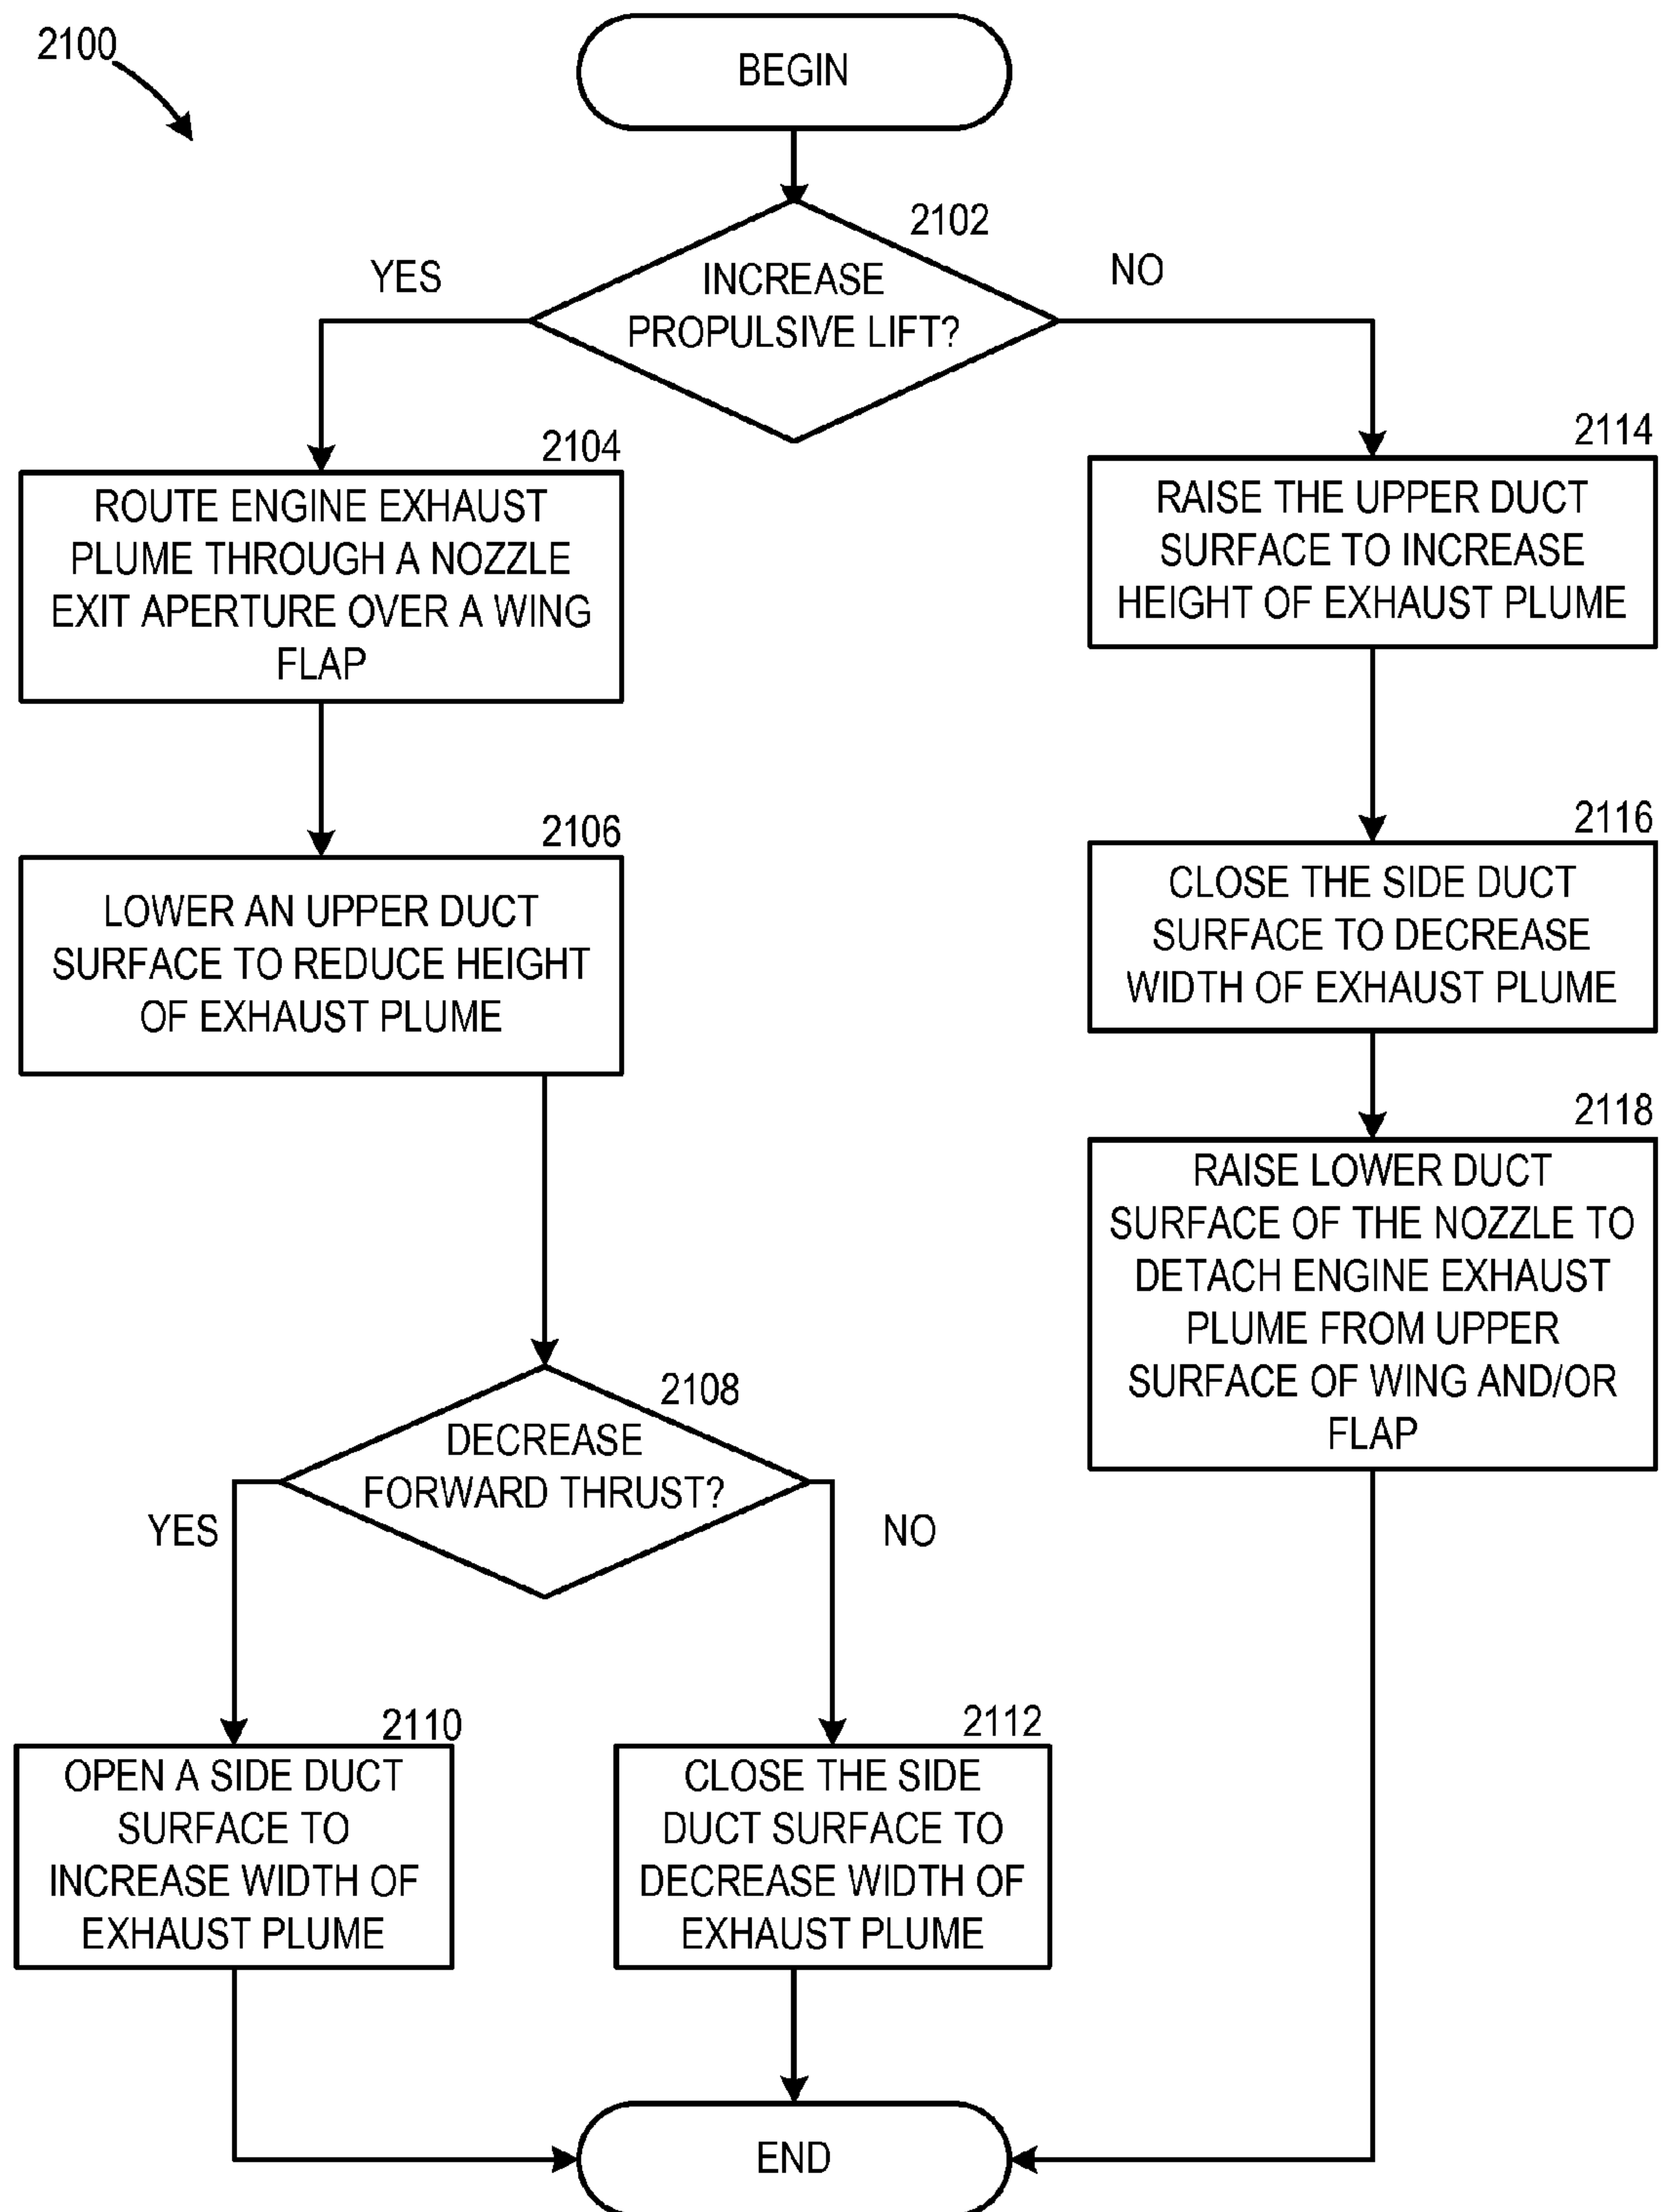 2100
BEGIN
2102
INCREASE
PROPULSIVE LIFT?
YES
NO
2104
ROUTE ENGINE EXHAUST
PLUME THROUGH A NOZZLE
EXIT APERTURE OVER A WING
FLAP
2114
RAISE THE UPPER DUCT
SURFACE TO INCREASE
HEIGHT OF EXHAUST PLUME
2106
LOWER AN UPPER DUCT
SURFACE TO REDUCE HEIGHT
OF EXHAUST PLUME
2116
CLOSE THE SIDE DUCT
SURFACE TO DECREASE
WIDTH OF EXHAUST PLUME
2118
RAISE LOWER DUCT
SURFACE OF THE NOZZLE TO
DETACH ENGINE EXHAUST
PLUME FROM UPPER
SURFACE OF WING AND/OR
FLAP
2108
DECREASE
FORWARD THRUST?
YES
NO
2110
OPEN A SIDE DUCT
SURFACE TO
INCREASE WIDTH OF
EXHAUST PLUME
2112
CLOSE THE SIDE
DUCT SURFACE TO
DECREASE WIDTH OF
EXHAUST PLUME
END